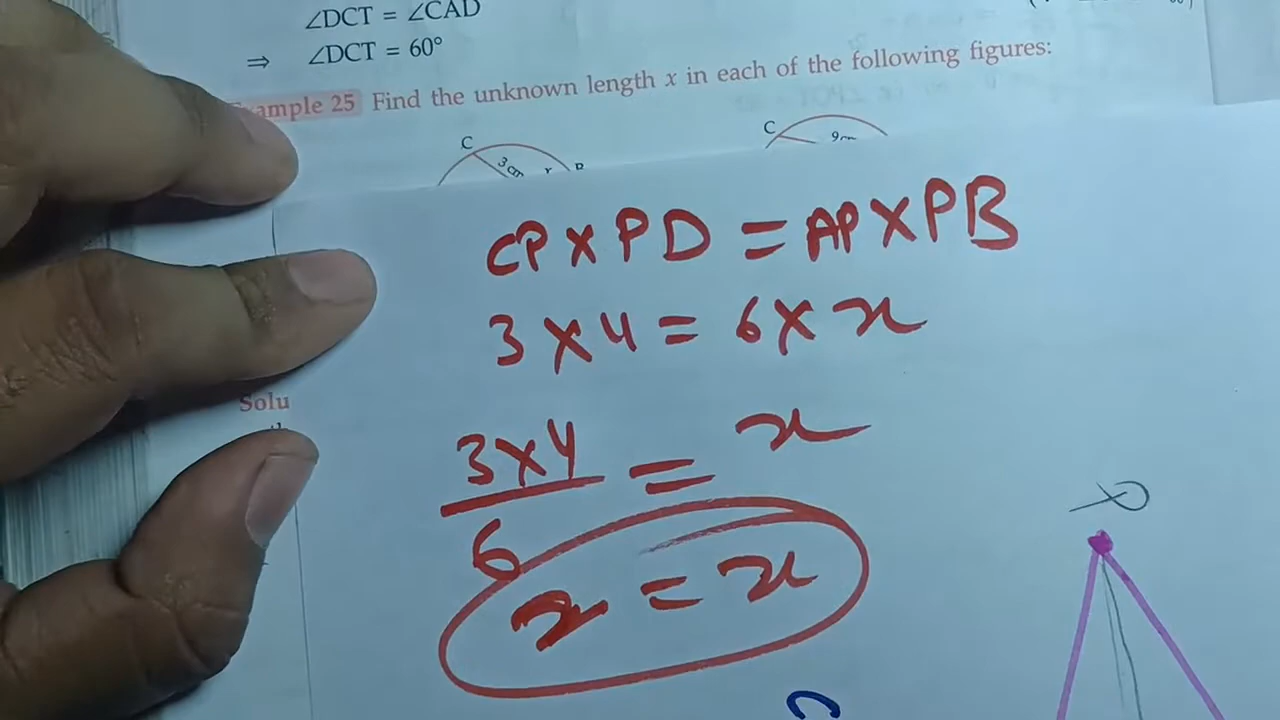 ∠DCT = ∠CAD
⇒ ∠DCT = 60°
ample 25 Find the unknown length x in each of the following figures:
C 3 cm
C 9cm
CP × PD = AP × PB
3 × 4 = 6 × x
Solu
3×4 = x
6
2 = x
P